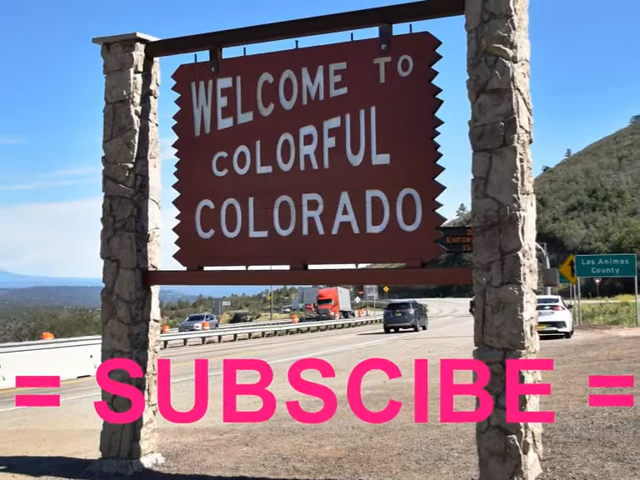 WELCOME TO
COLORFUL
COLORADO
Las Animas
County
= SUBSCIBE =